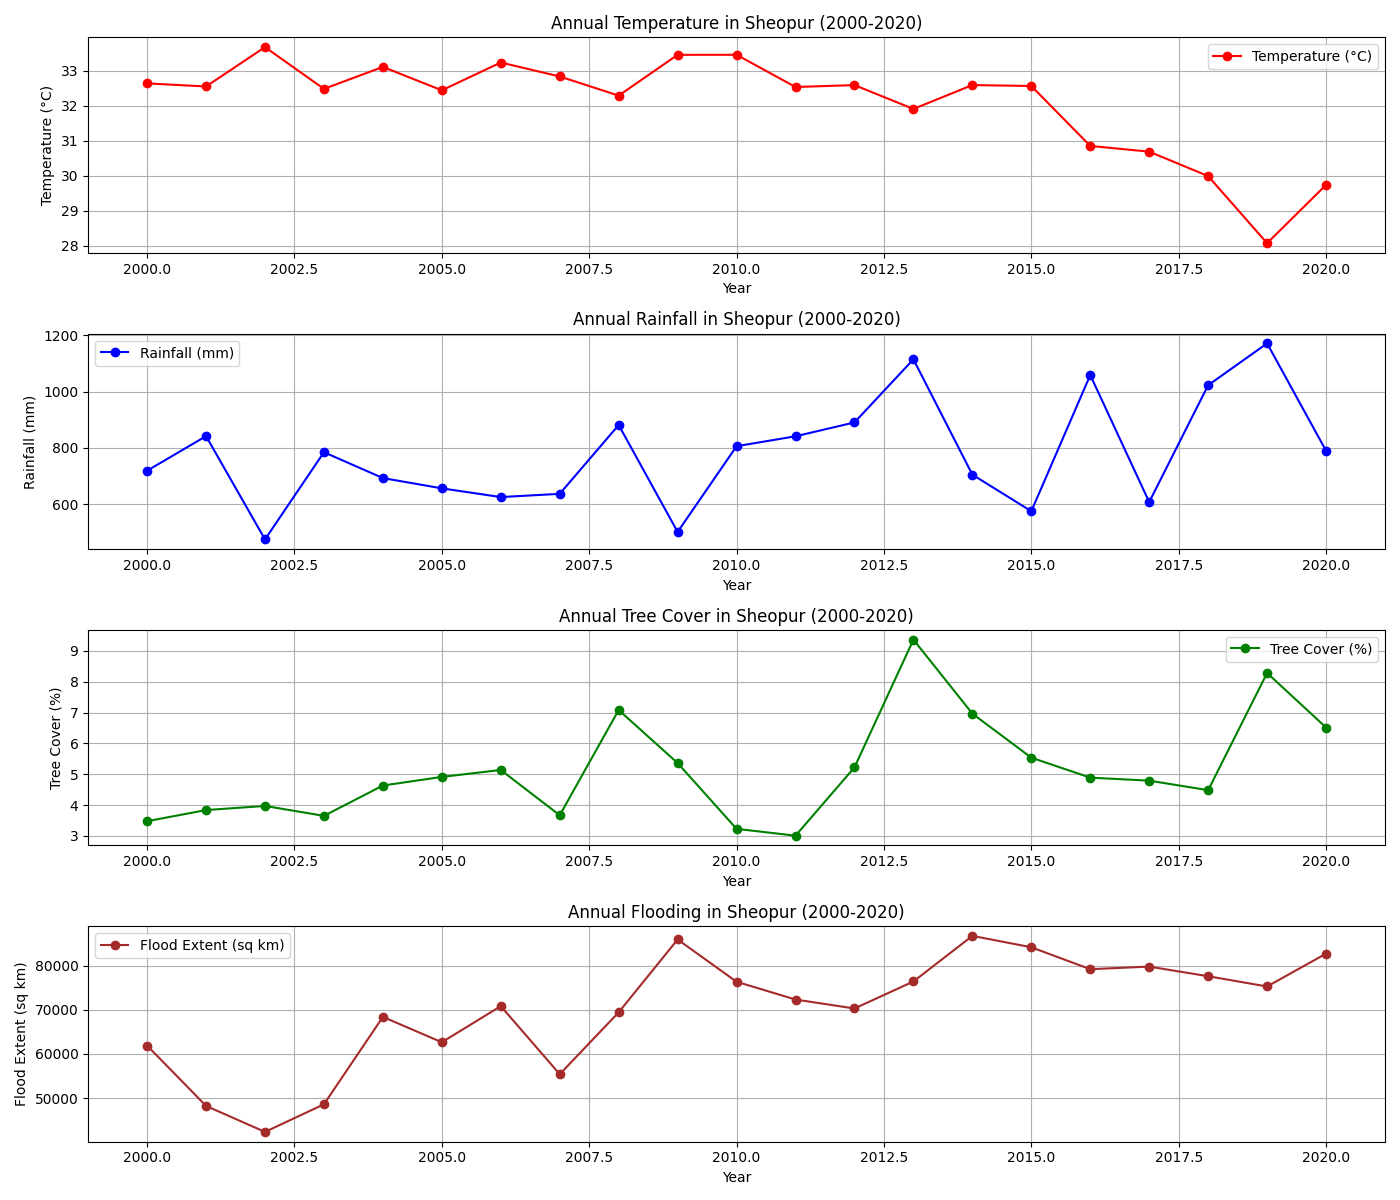 Annual Temperature in Sheopur (2000-2020)
Temperature (°C)
Temperature (°C)
33
32
31
30
29
28
2000.0 2002.5 2005.0 2007.5 2010.0 2012.5 2015.0 2017.5 2020.0
Year
Annual Rainfall in Sheopur (2000-2020)
Rainfall (mm)
Rainfall (mm)
1200
1000
800
600
2000.0 2002.5 2005.0 2007.5 2010.0 2012.5 2015.0 2017.5 2020.0
Year
Annual Tree Cover in Sheopur (2000-2020)
Tree Cover (%)
Tree Cover (%)
9
8
7
6
5
4
3
2000.0 2002.5 2005.0 2007.5 2010.0 2012.5 2015.0 2017.5 2020.0
Year
Annual Flooding in Sheopur (2000-2020)
Flood Extent (sq km)
Flood Extent (sq km)
80000
70000
60000
50000
2000.0 2002.5 2005.0 2007.5 2010.0 2012.5 2015.0 2017.5 2020.0
Year